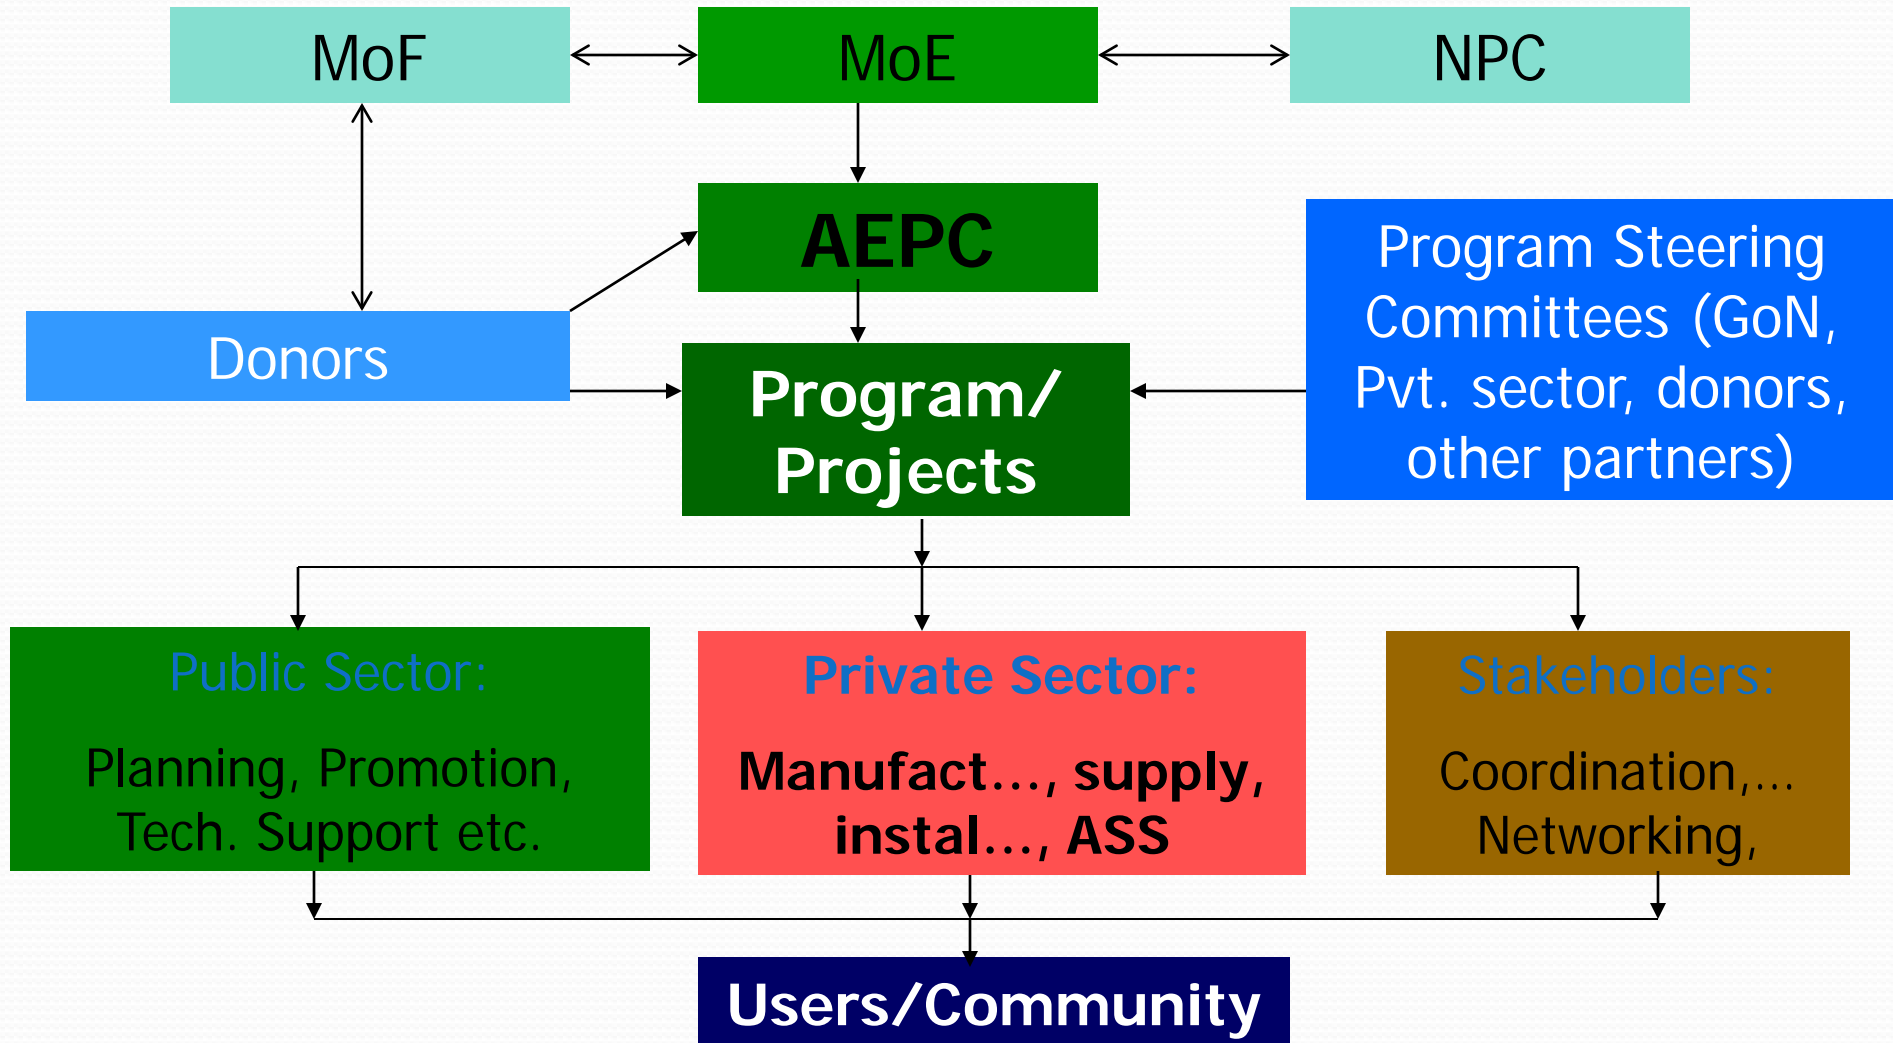 MoF
MoE
NPC
AEPC
Program Steering
Committees (GoN,
Pvt. sector, donors,
other partners)
Donors
Program/
Projects
Public Sector:
Planning, Promotion,
Tech. Support etc.
Private Sector:
Manufact..., supply,
instal..., ASS
Stakeholders:
Coordination,...
Networking,
Users/Community